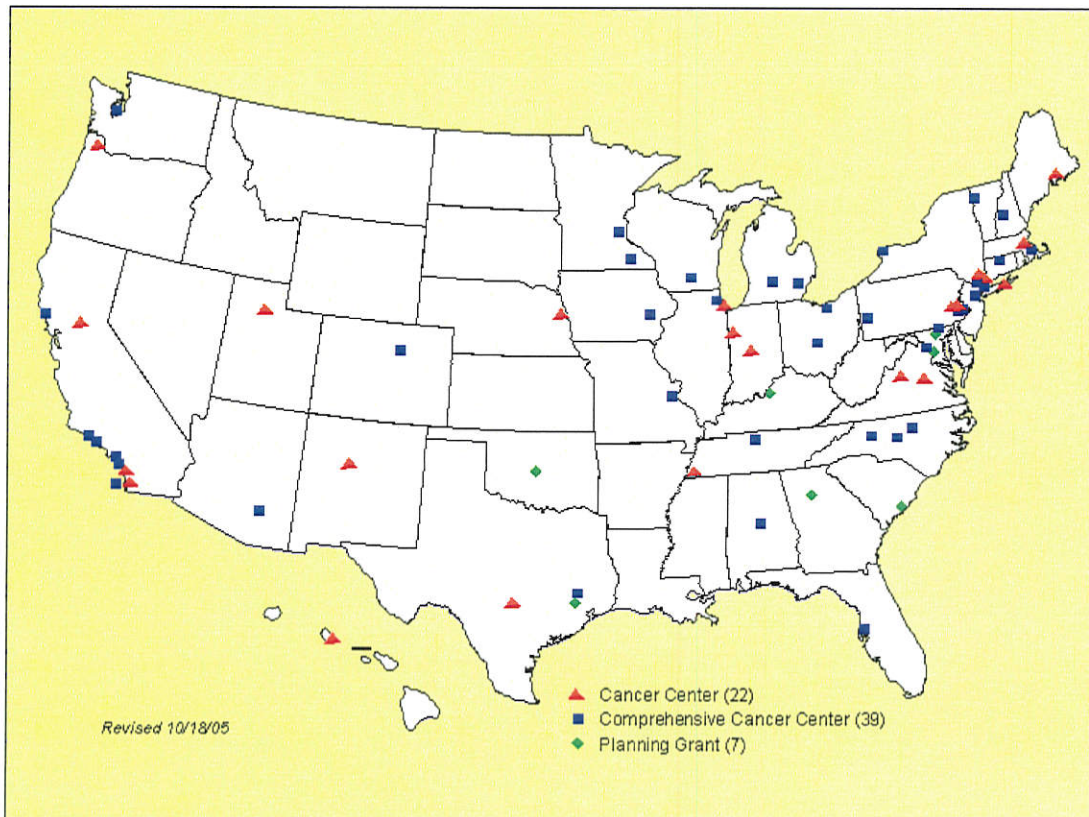 Cancer Center (22)
Comprehensive Cancer Center (39)
Planning Grant (7)
Revised 10/18/05